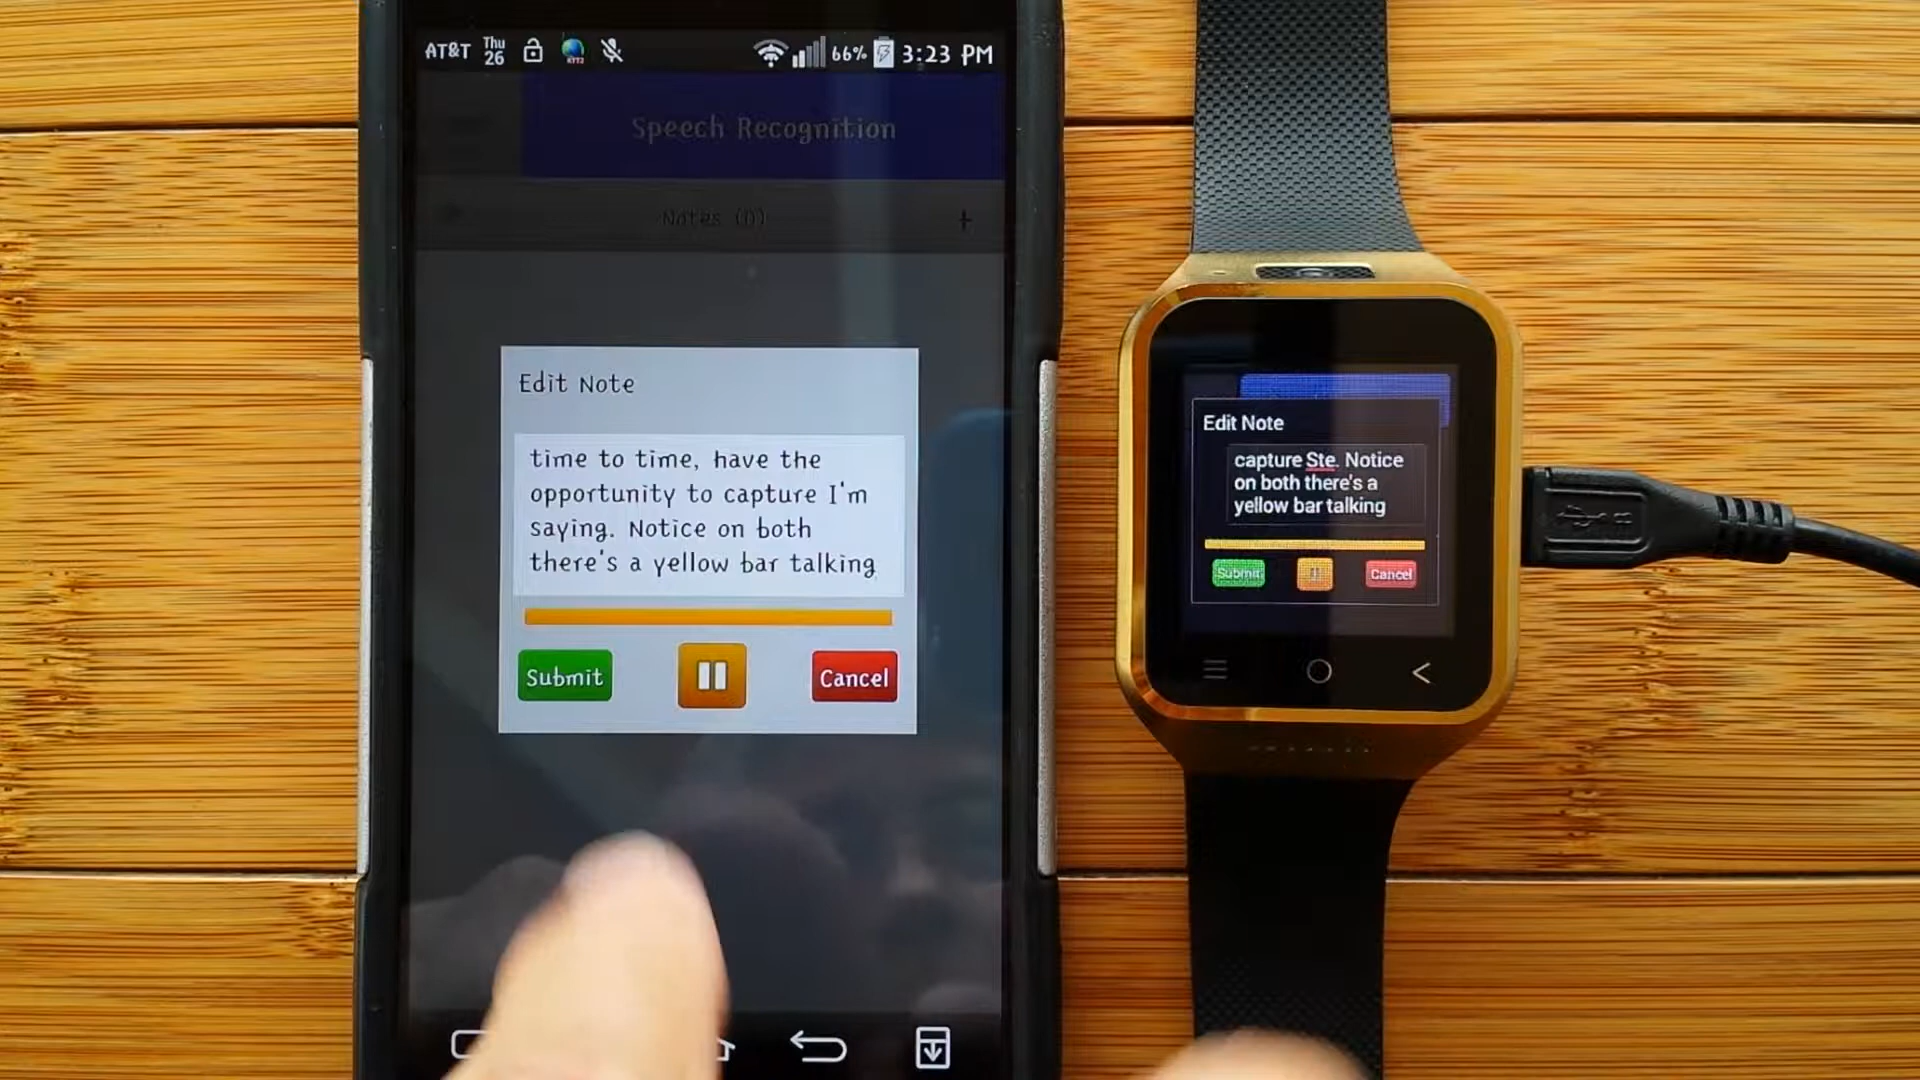 AT&T Thu 26 66% 3:23 PM
Speech Recognition
Notes (0) +
Edit Note
time to time, have the
opportunity to capture I'm
saying. Notice on both
there's a yellow bar talking
Submit Cancel
Edit Note
capture Ste. Notice
on both there's a
yellow bar talking
Submit Cancel